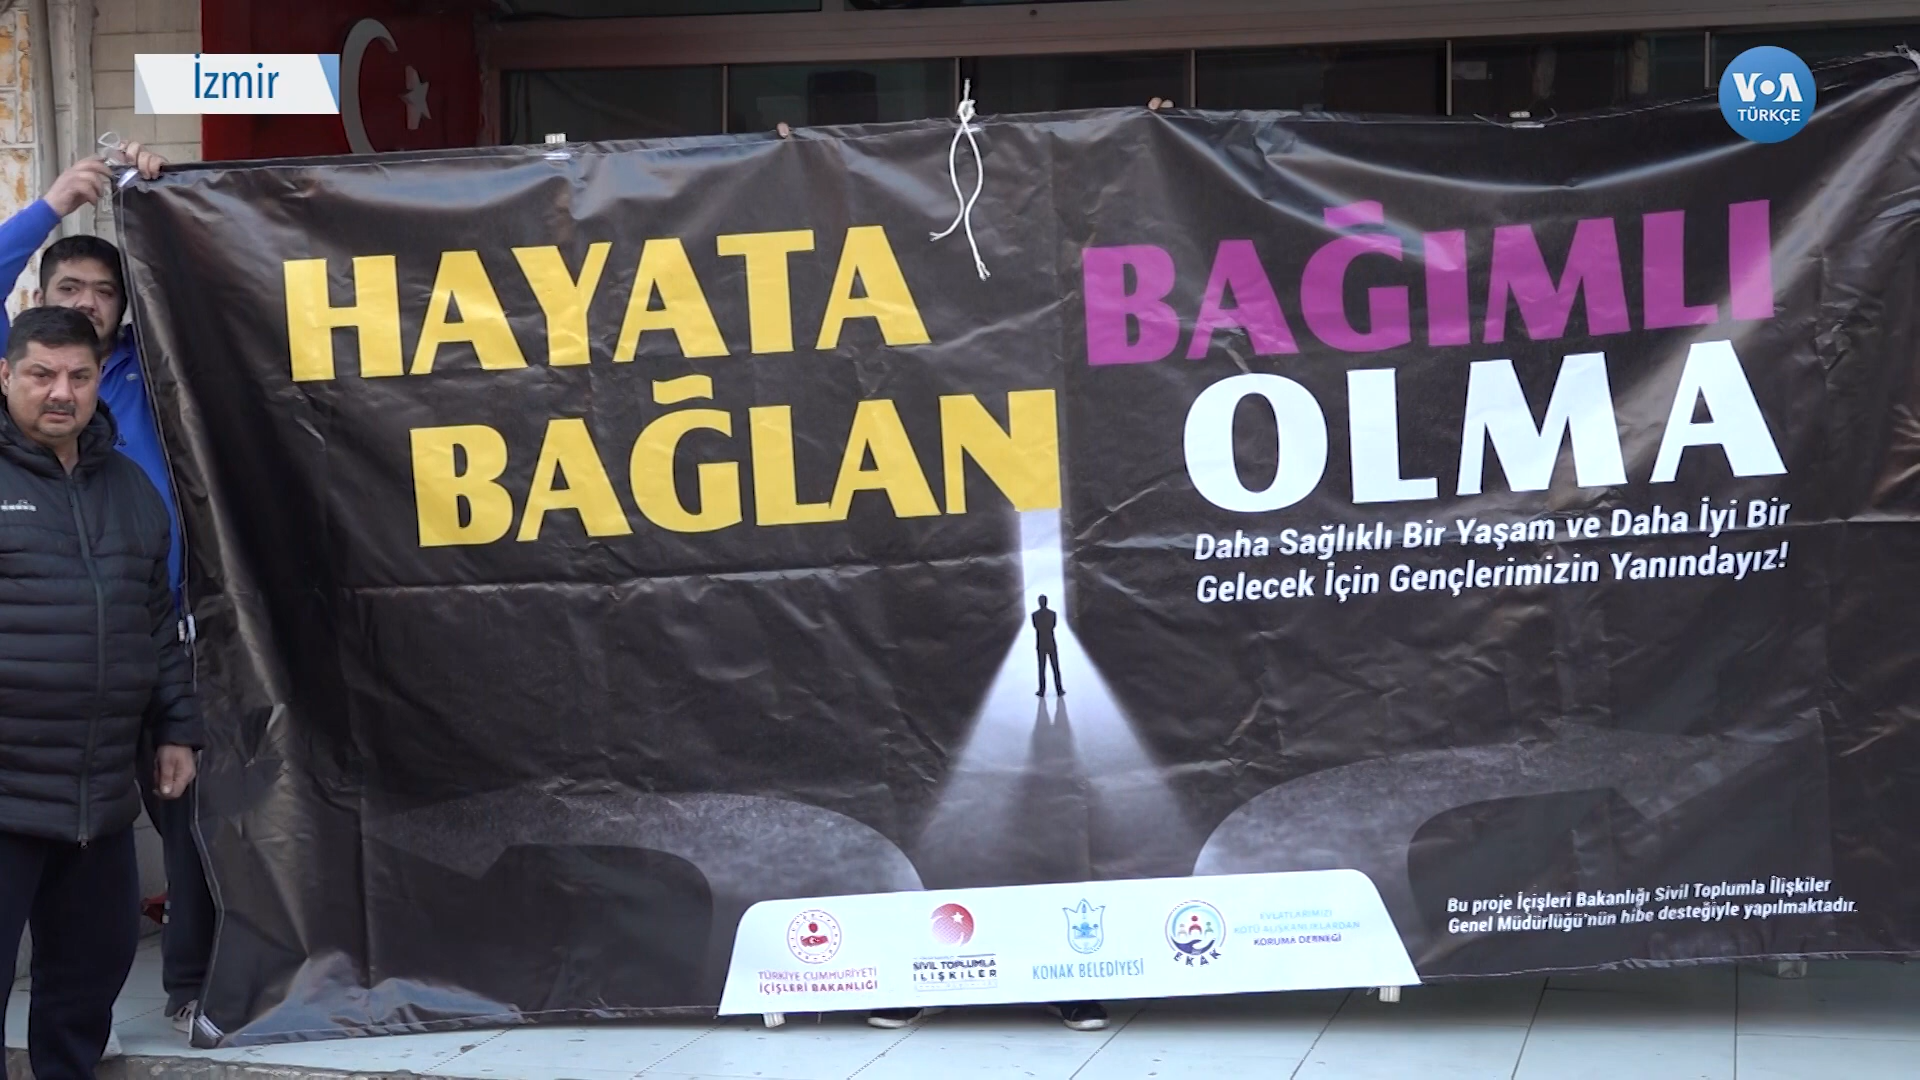 İzmir
VOA
TÜRKÇE
HAYATA
BAĞLAN
BAĞIMLI
OLMA
Daha Sağlıklı Bir Yaşam ve Daha İyi Bir
Gelecek İçin Gençlerimizin Yanındayız!
Bu proje İçişleri Bakanlığı Sivil Toplumla İlişkiler
Genel Müdürlüğü'nün hibe desteğiyle yapılmaktadır.
TÜRKİYE CUMHURİYETİ
İÇİŞLERİ BAKANLIĞI
SİVİL TOPLUMLA
İLİŞKİLER
KONAK BELEDİYESİ
EKAK
EVLATLARIMIZI
KÖTÜ ALIŞKANLIKLARDAN
KORUMA DERNEĞİ